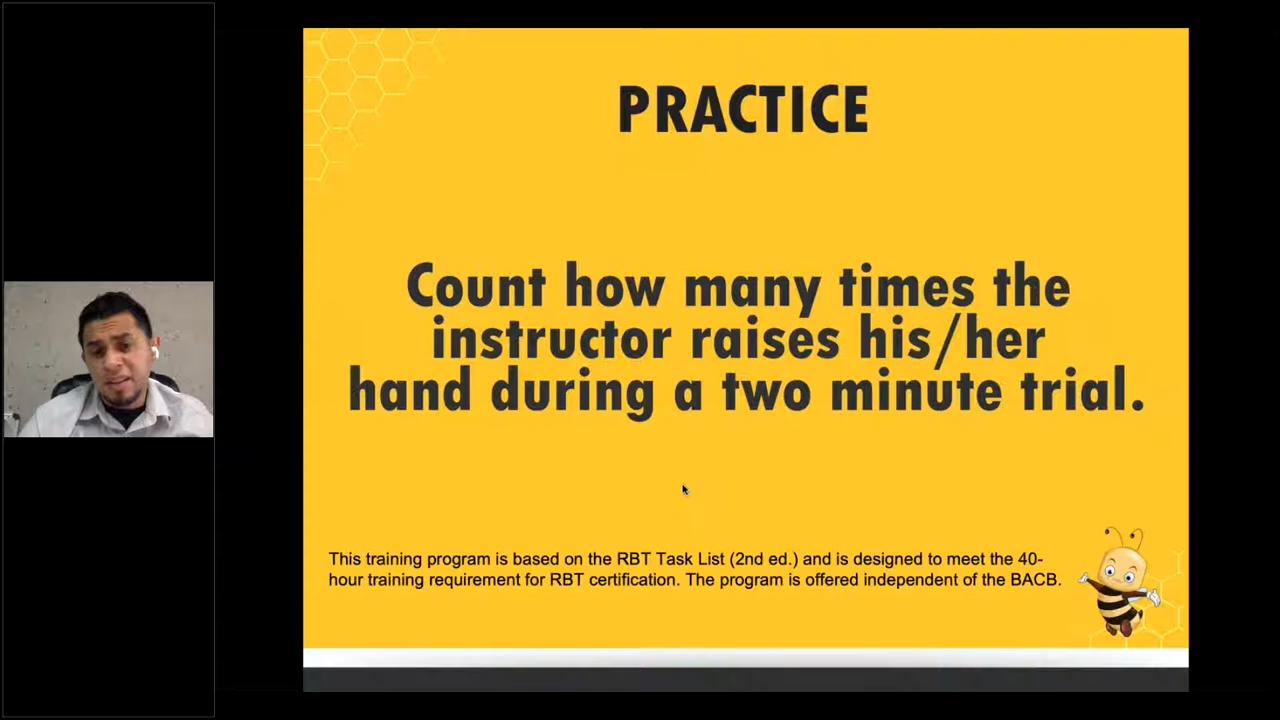 PRACTICE
Count how many times the
instructor raises his/her
hand during a two minute trial.
This training program is based on the RBT Task List (2nd ed.) and is designed to meet the 40-
hour training requirement for RBT certification. The program is offered independent of the BACB.